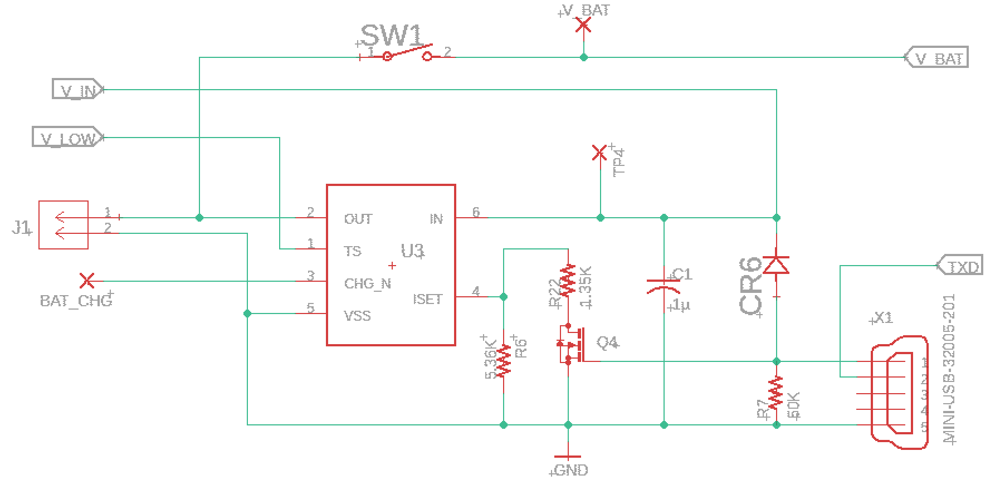 V_BAT
SW1
1
2
V_BAT
V_IN
V_LOW
TP4
J1
1
2
2
OUT
IN
6
1
TS
U3
3
CHG_N
BAT_CHG
ISET
4
5
VSS
R22
1.35K
C1
1µ
CR6
TXD
X1
MINI-USB-32005-201
5.36K
R6
Q4
R7
1
2
3
4
5
GND